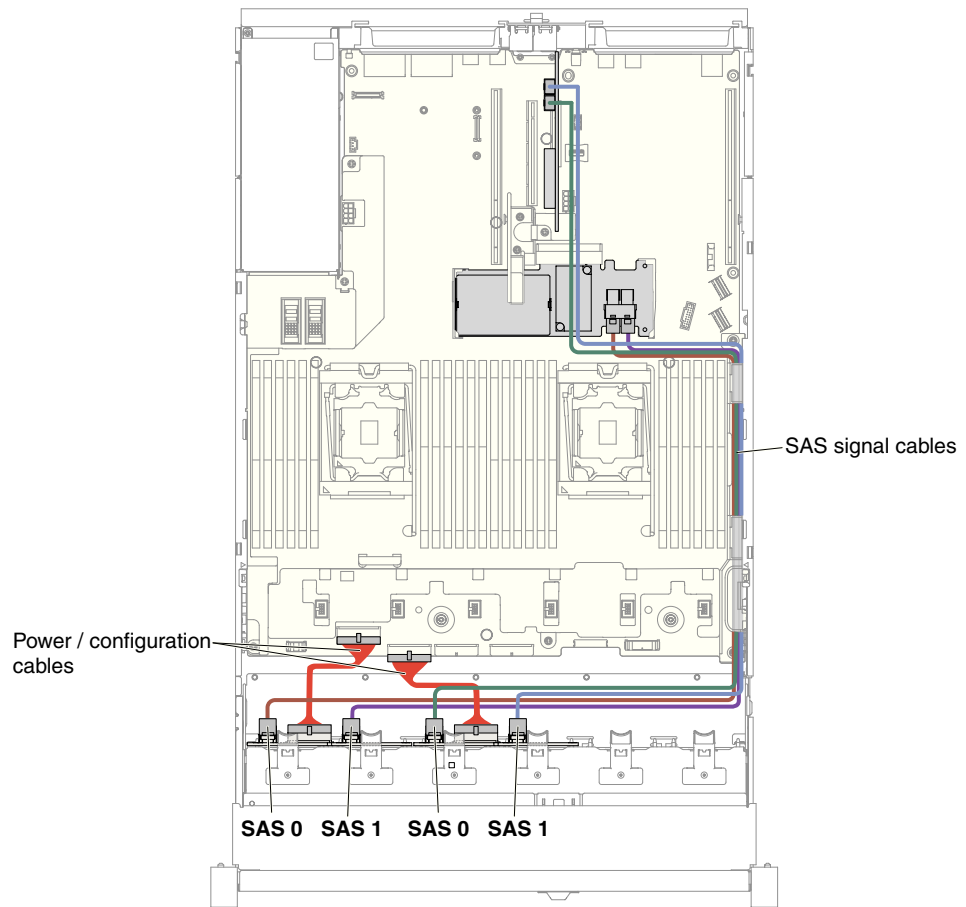 SAS signal cables
Power / configuration
cables
SAS 0 SAS 1 SAS 0 SAS 1